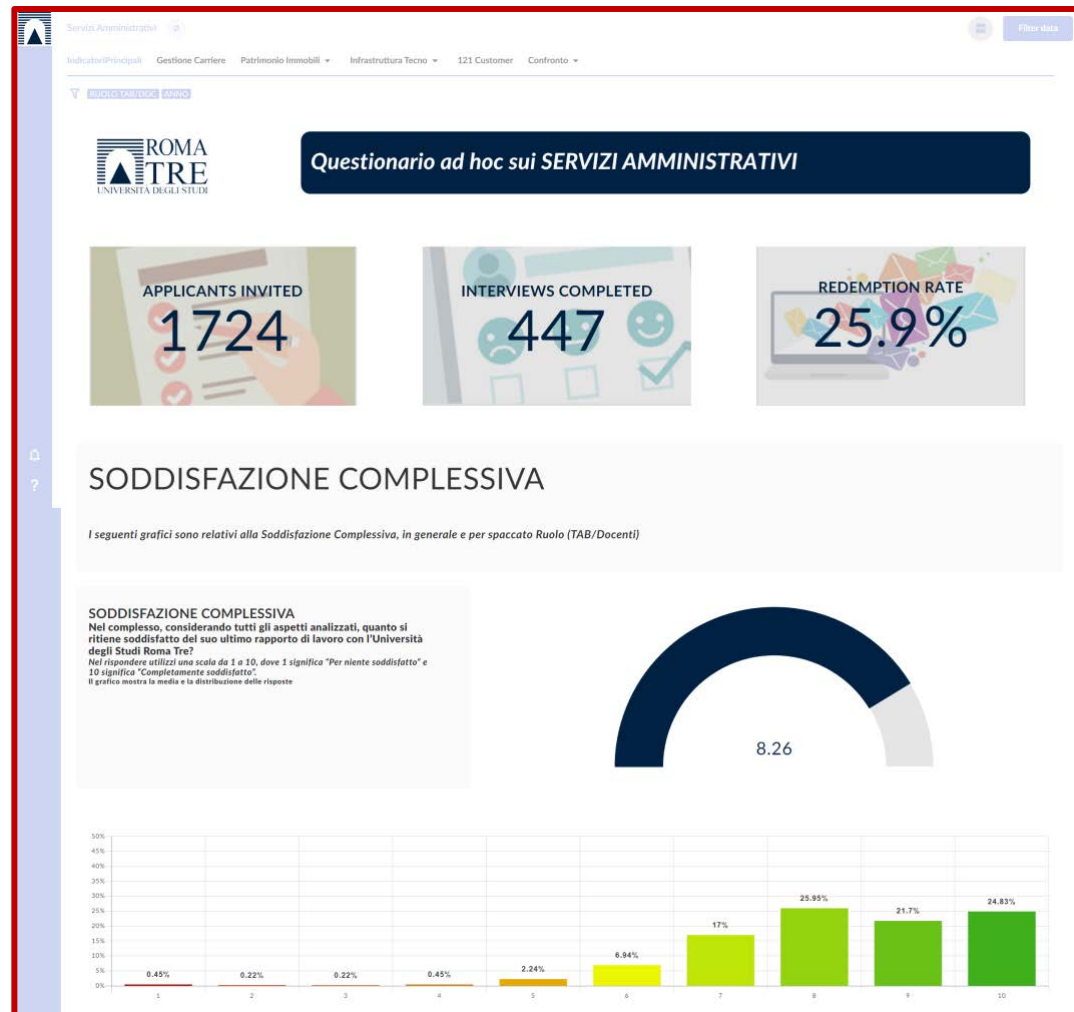 Servizi Amministrativi
Filter data
IndicatoriPrincipali Gestione Carriere Patrimonio Immobili Infrastruttura Tecno 121 Customer Confronto
RUOLO TAB/DOC ANNO
ROMA
TRE
UNIVERSITÀ DEGLI STUDI
Questionario ad hoc sui SERVIZI AMMINISTRATIVI
APPLICANTS INVITED
1724
INTERVIEWS COMPLETED
447
REDEMPTION RATE
25.9%
?
SODDISFAZIONE COMPLESSIVA
I seguenti grafici sono relativi alla Soddisfazione Complessiva, in generale e per spaccato Ruolo (TAB/Docenti)
SODDISFAZIONE COMPLESSIVA
Nel complesso, considerando tutti gli aspetti analizzati, quanto si
ritiene soddisfatto del suo ultimo rapporto di lavoro con l'Università
degli Studi Roma Tre?
Nel rispondere utilizzi una scala da 1 a 10, dove 1 significa "Per niente soddisfatto" e
10 significa "Completamente soddisfatto".
Il grafico mostra la media e la distribuzione delle risposte
8.26
50%
45%
40%
35%
30%
25%
20%
15%
10%
5%
0%
0.45% 0.22% 0.22% 0.45% 2.24% 6.94% 17% 25.95% 21.7% 24.83%
1 2 3 4 5 6 7 8 9 10